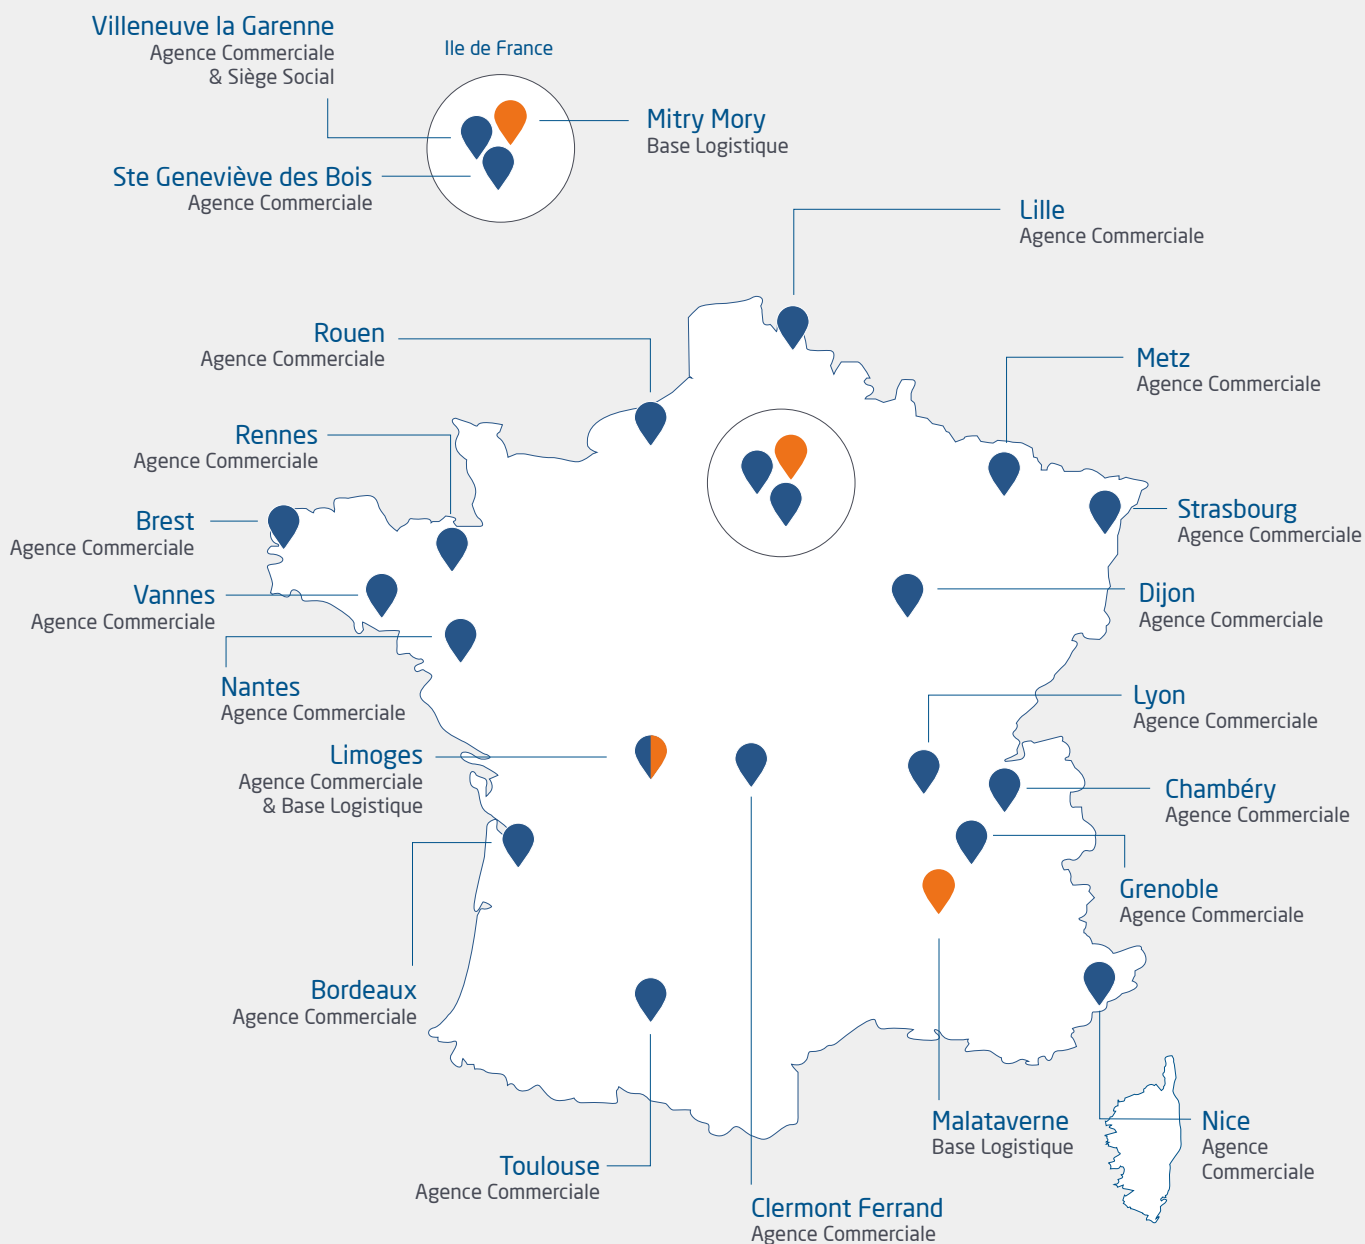 Villeneuve la Garenne
Agence Commerciale
& Siège Social
Ile de France
Mitry Mory
Base Logistique
Ste Geneviève des Bois
Agence Commerciale
Lille
Agence Commerciale
Rouen
Agence Commerciale
Metz
Agence Commerciale
Rennes
Agence Commerciale
Brest
Agence Commerciale
Strasbourg
Agence Commerciale
Vannes
Agence Commerciale
Dijon
Agence Commerciale
Nantes
Agence Commerciale
Lyon
Agence Commerciale
Limoges
Agence Commerciale
& Base Logistique
Chambéry
Agence Commerciale
Grenoble
Agence Commerciale
Bordeaux
Agence Commerciale
Malataverne
Base Logistique
Nice
Agence
Commerciale
Toulouse
Agence Commerciale
Clermont Ferrand
Agence Commerciale